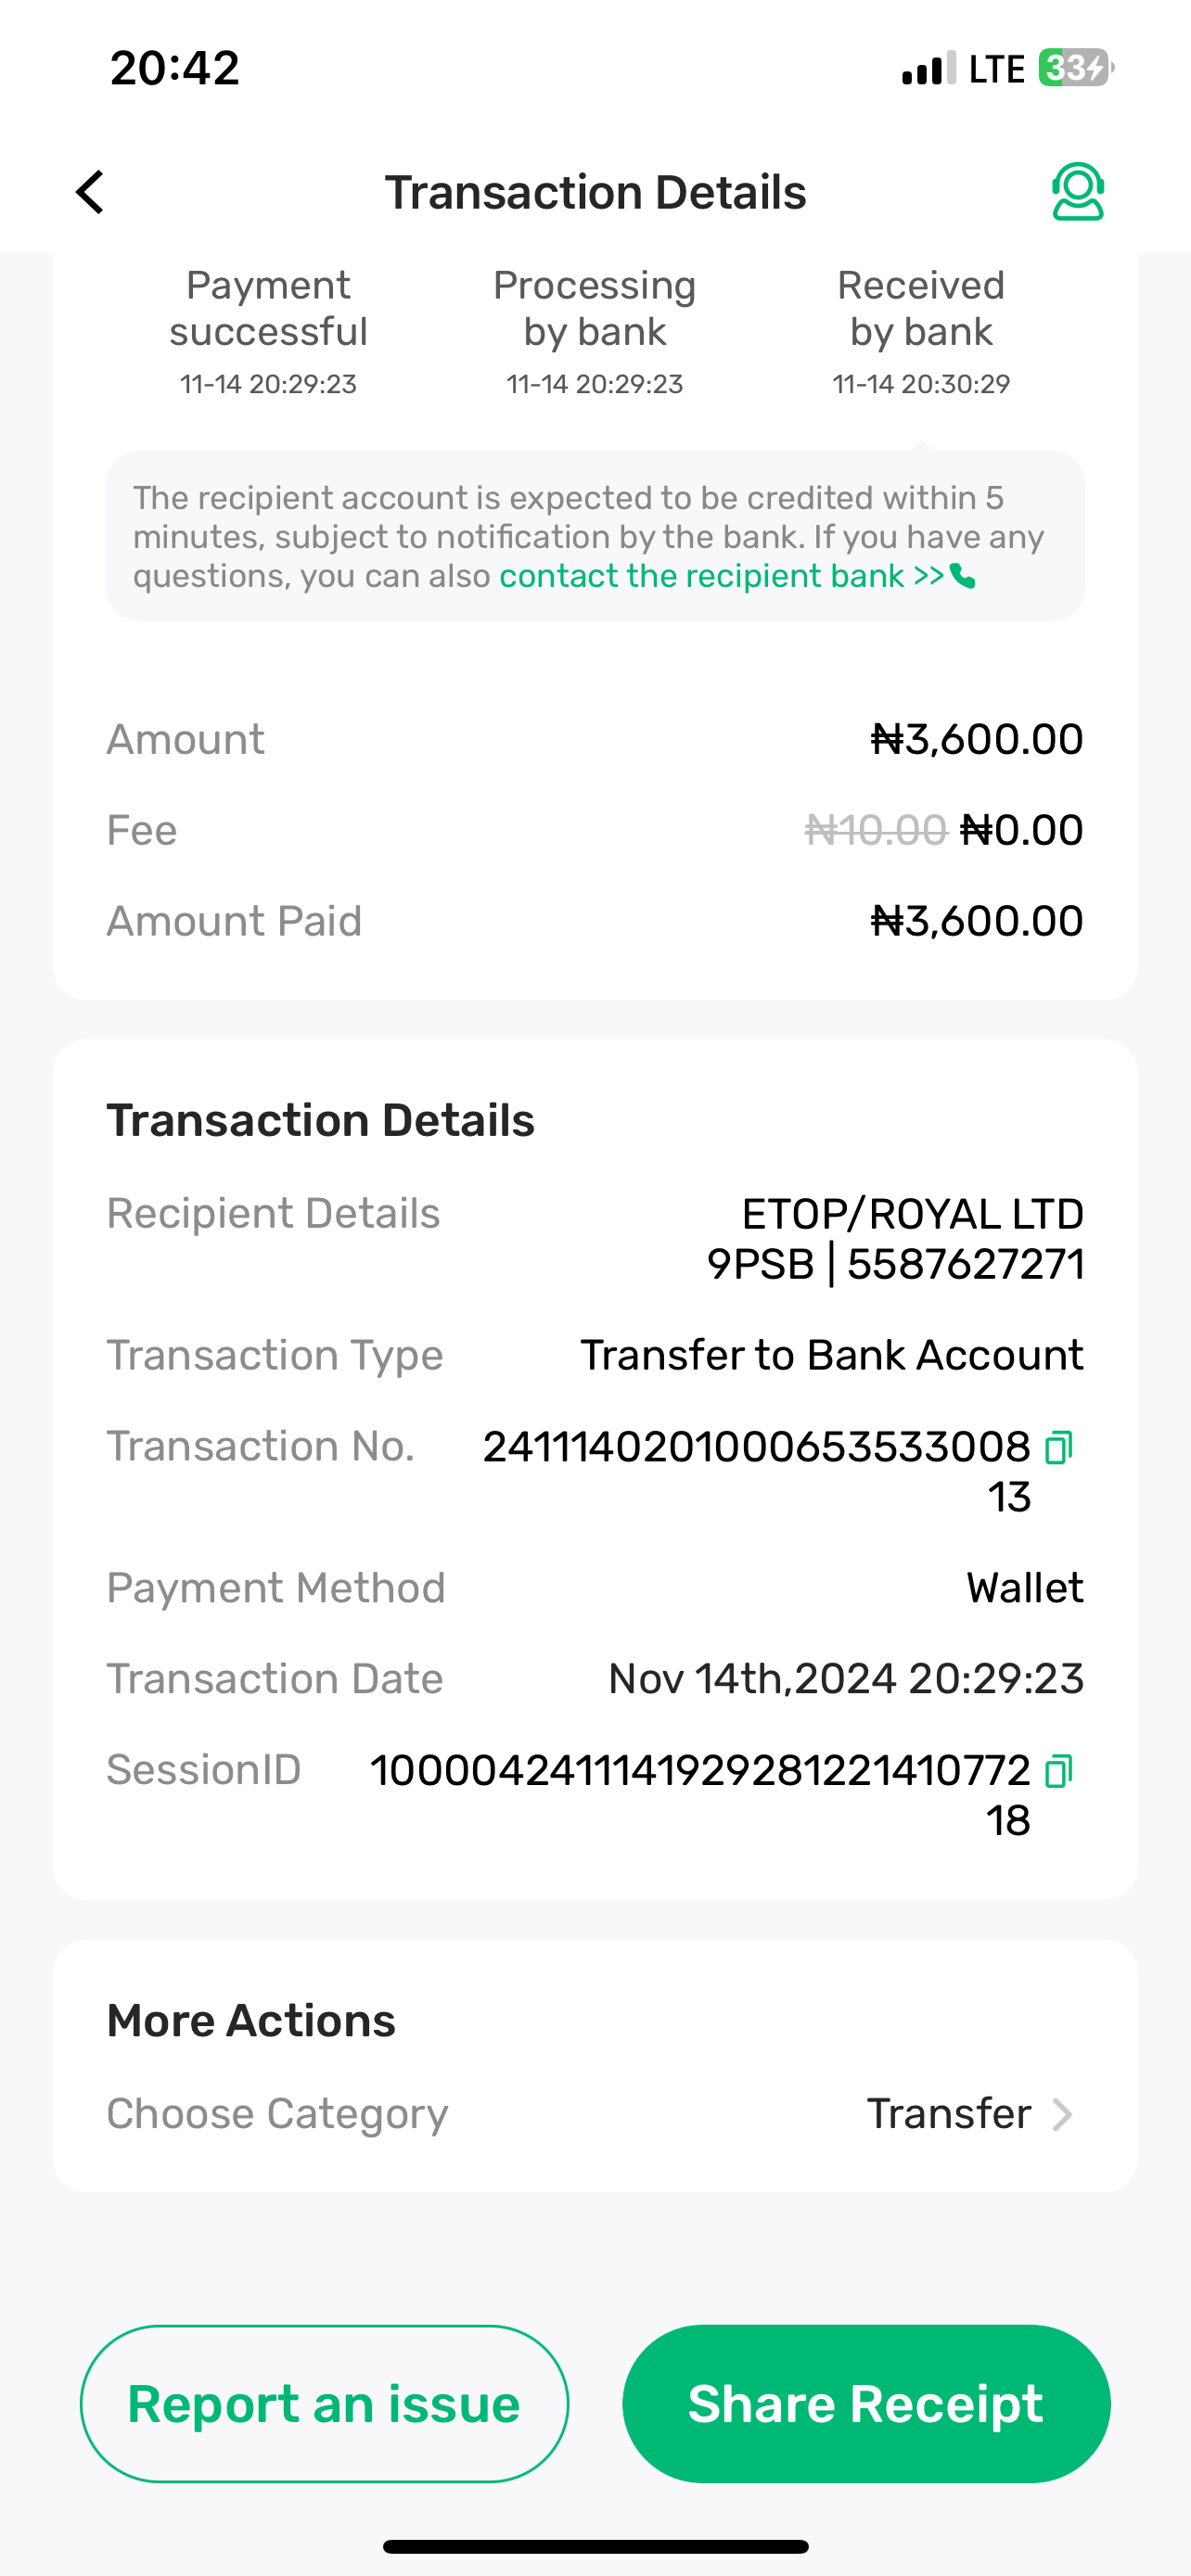 20:42 LTE 33
Transaction Details
Payment successful
11-14 20:29:23
Processing by bank
11-14 20:29:23
Received by bank
11-14 20:30:29
The recipient account is expected to be credited within 5
minutes, subject to notification by the bank. If you have any
questions, you can also contact the recipient bank >>
Amount ₦3,600.00
Fee ₦10.00 ₦0.00
Amount Paid ₦3,600.00
Transaction Details
Recipient Details ETOP/ROYAL LTD
9PSB | 5587627271
Transaction Type Transfer to Bank Account
Transaction No. 24111402010006535330 08
13
Payment Method Wallet
Transaction Date Nov 14th,2024 20:29:23
SessionID 1000042411141929281221410772
18
More Actions
Choose Category Transfer
Report an issue Share Receipt